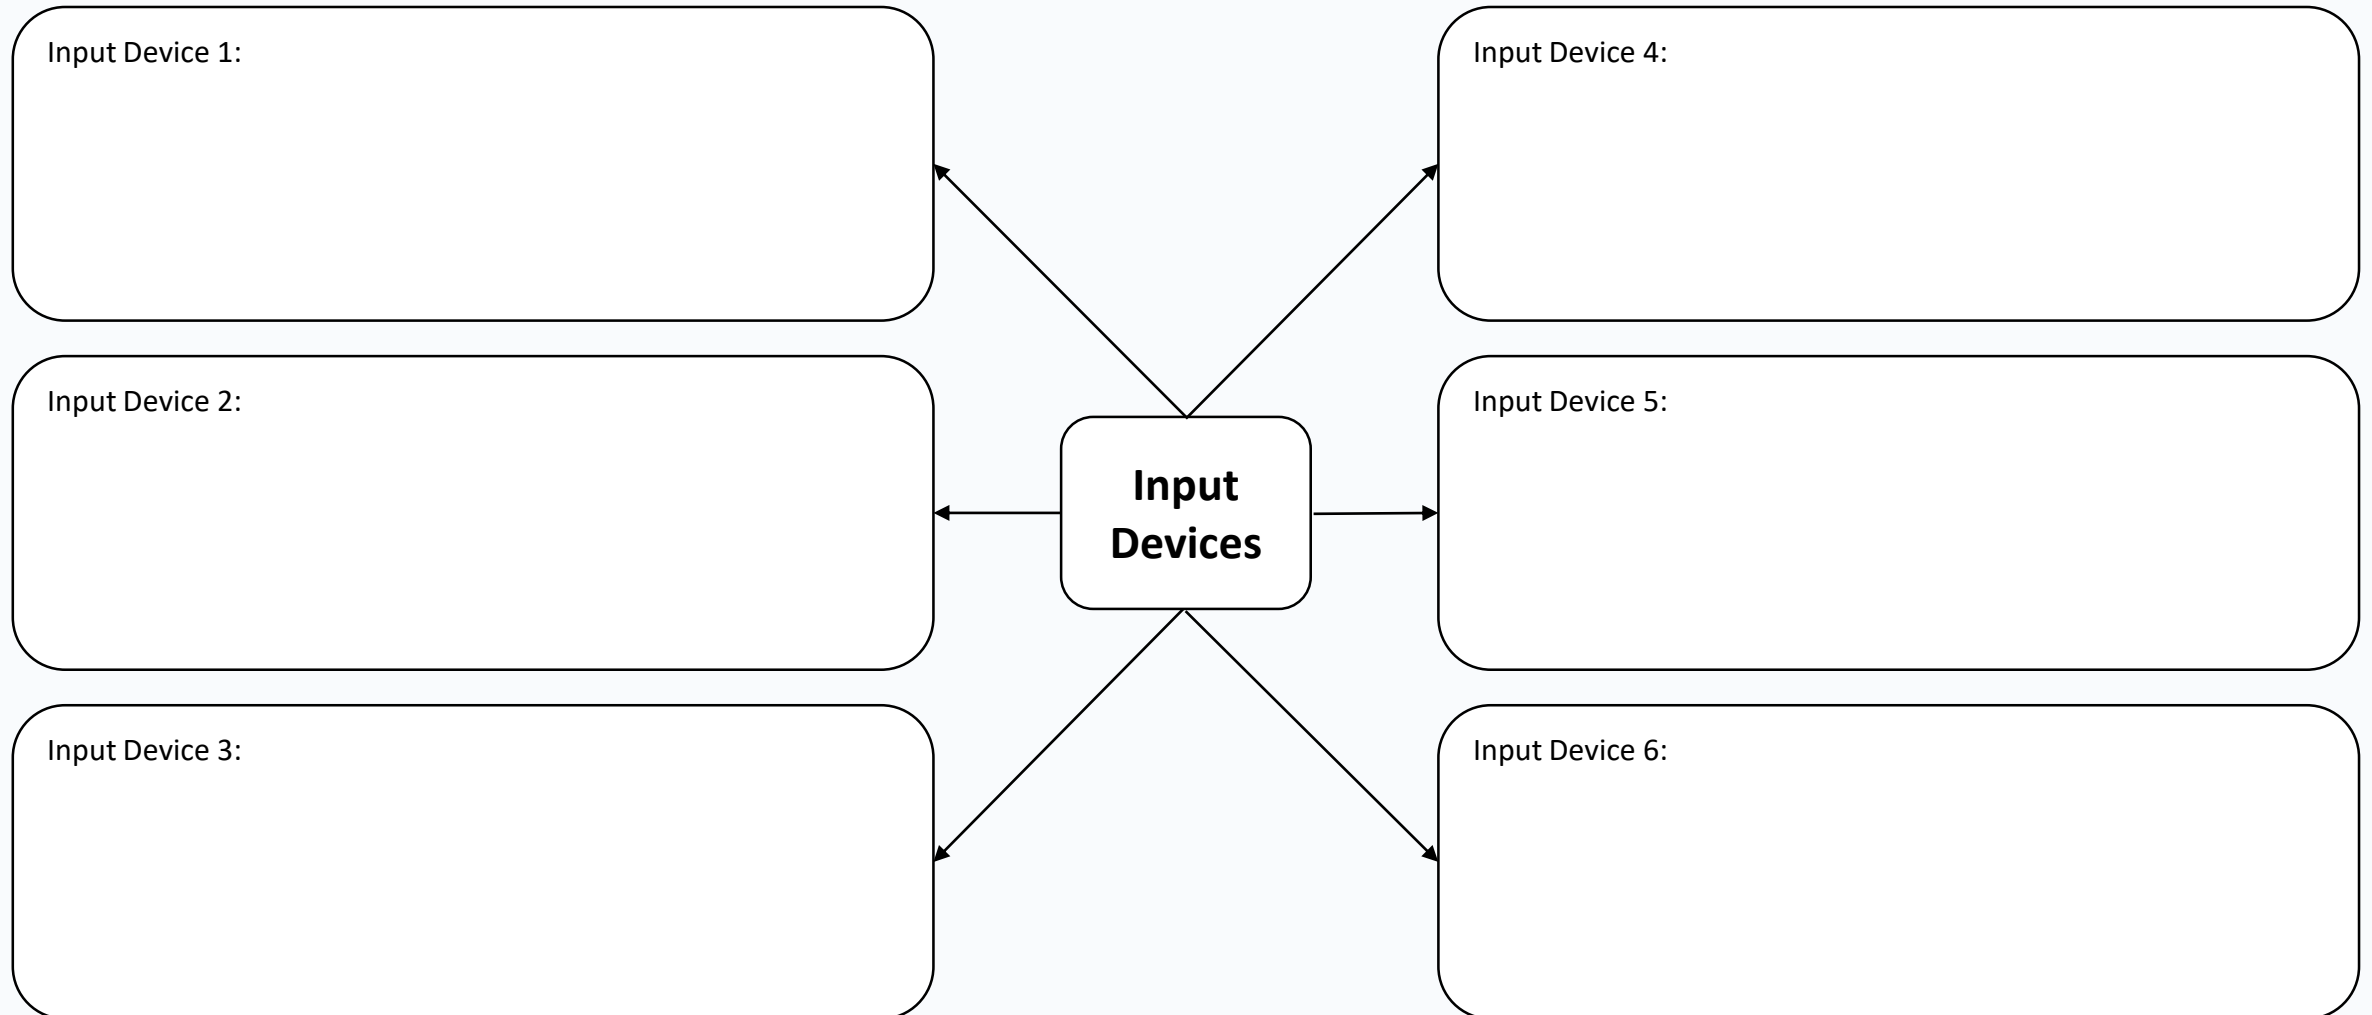 Input Device 1:
Input Device 4:
Input Device 2:
Input Device 5:
Input
Devices
Input Device 3:
Input Device 6: